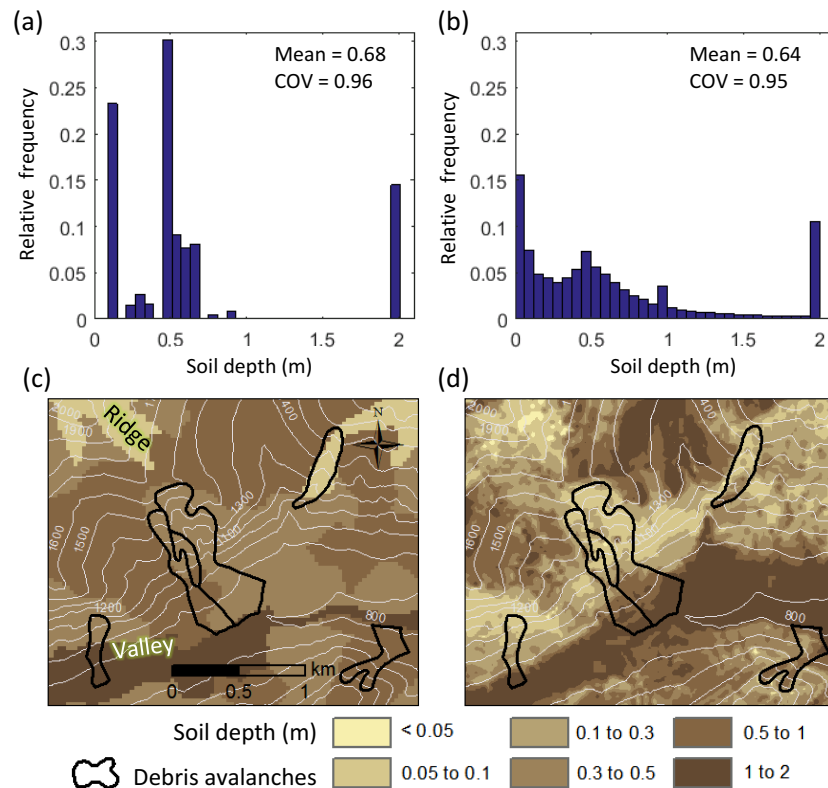 (a)
0.3
0.25
0.2
0.15
0.1
0.05
0
Relative frequency
Mean = 0.68
COV = 0.96
0 0.5 1 1.5 2
Soil depth (m)
(b)
0.3
0.25
0.2
0.15
0.1
0.05
0
Relative frequency
Mean = 0.64
COV = 0.95
0 0.5 1 1.5 2
Soil depth (m)
(c)
2000
1900
Ridge
400
N
1300
1600
1500
1200
Valley
800
km
0 0.5 1
(d)
2000
1900
400
1300
1600
1500
1200
800
Soil depth (m)
< 0.05
0.1 to 0.3
0.5 to 1
Debris avalanches
0.05 to 0.1
0.3 to 0.5
1 to 2